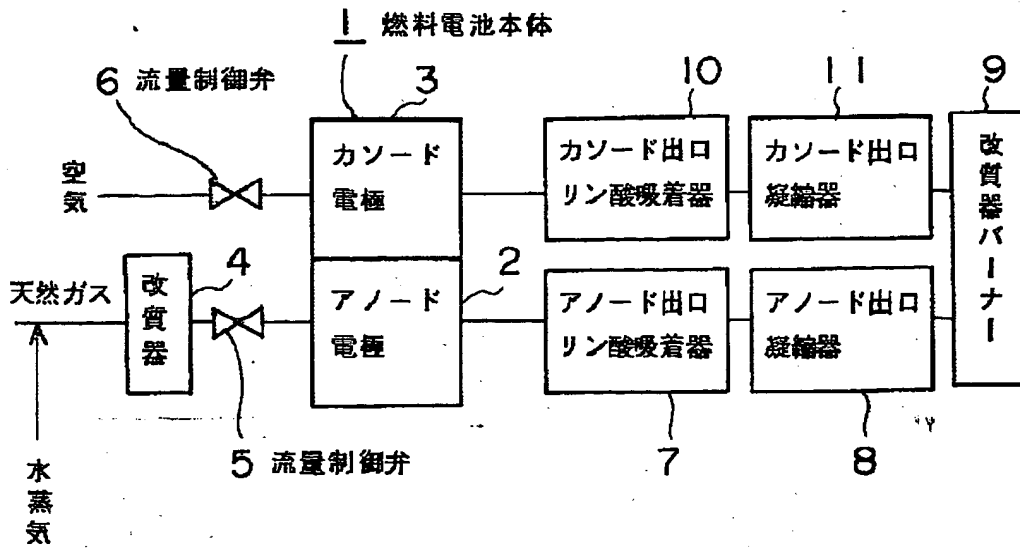 1 燃料電池本体
6 流量制御弁
3
10
11
9
空気
カソード
電極
カソード出口
リン酸吸着器
カソード出口
凝縮器
改質器バーナー
天然ガス
改質器
4
2
アノード
電極
アノード出口
リン酸吸着器
アノード出口
凝縮器
5 流量制御弁
7
8
水蒸気